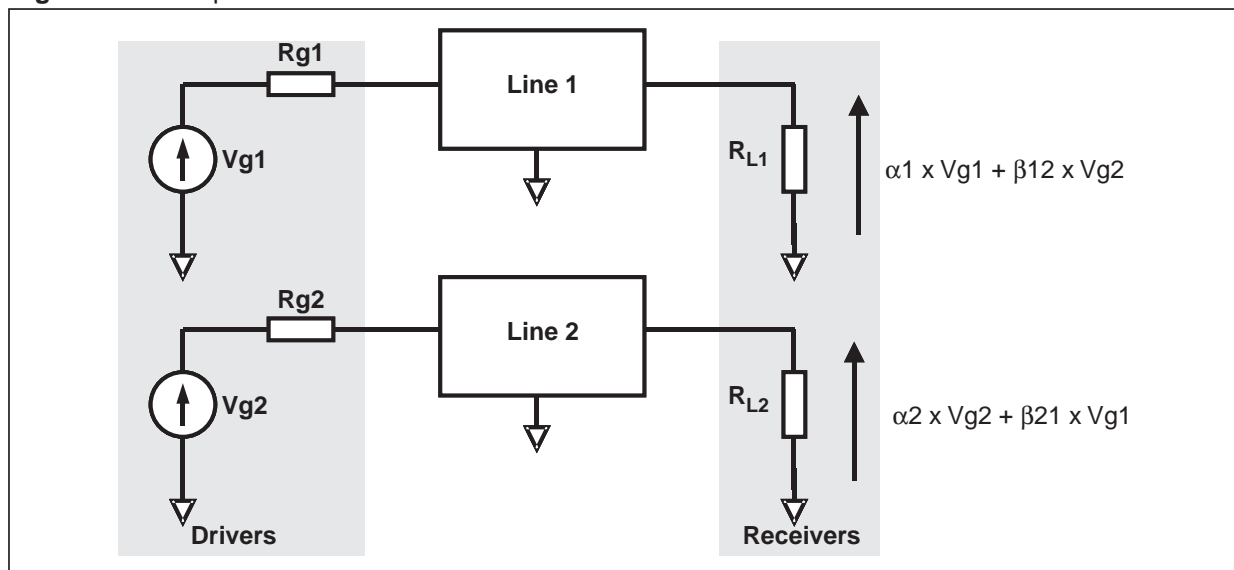 Rg1
Line 1
Vg1
RL1
α1 x Vg1 + β12 x Vg2
Rg2
Line 2
Vg2
RL2
α2 x Vg2 + β21 x Vg1
Drivers
Receivers